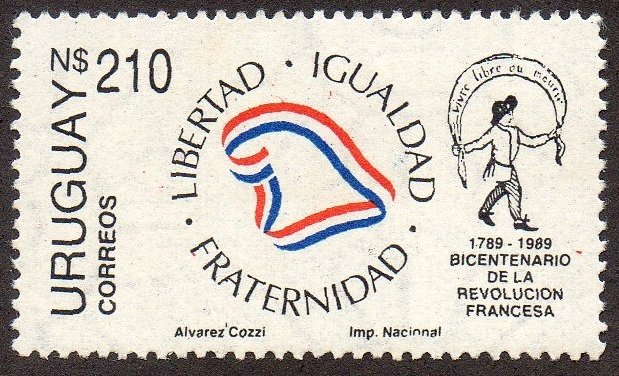 URUGUAY
CORREOS
N$ 210
LIBERTAD · IGUALDAD · FRATERNIDAD ·
Vivre libre ou mourir
1789 - 1989
BICENTENARIO
DE LA
REVOLUCION
FRANCESA
Alvarez Cozzi
Imp. Nacional